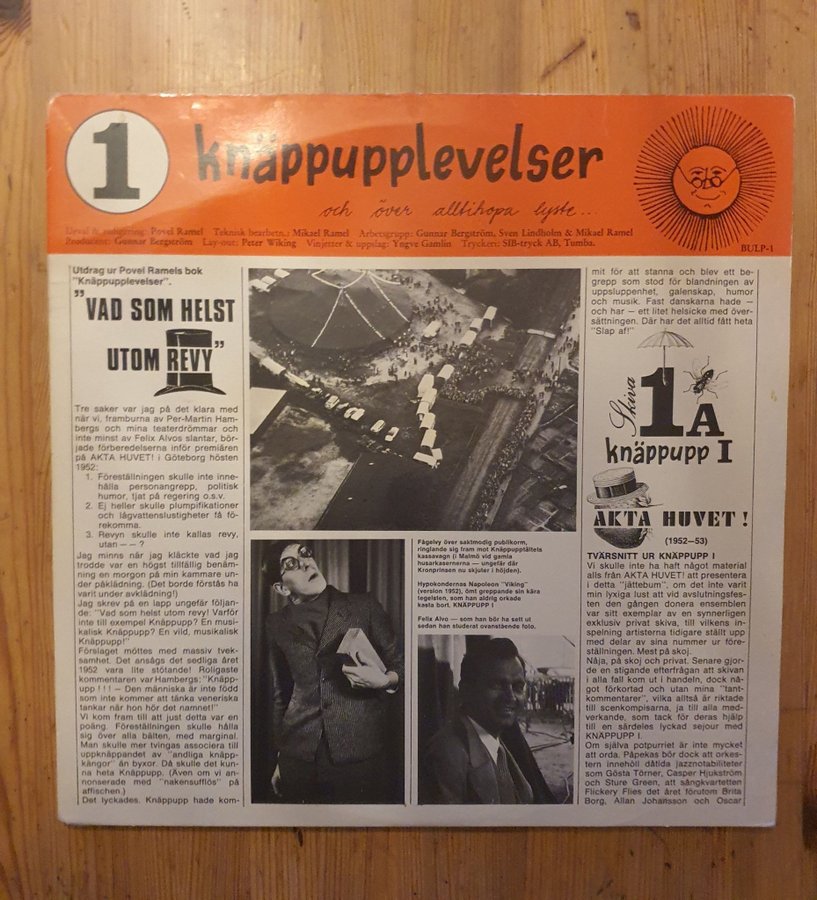 1
knäppupplevelser
och över alltihopa lyste...
Urval & redigering: Povel Ramel Teknisk bearbetn.: Mikael Ramel Arbetsgrupp: Gunnar Bergström, Sven Lindholm & Mikael Ramel
Producent: Gunnar Bergström Lay-out: Peter Wiking Vinjetter & uppslag: Yngve Gamlin Tryckeri: SIB-tryck AB, Tumba.
BULP-1
Utdrag ur Povel Ramels bok
"Knäppupplevelser".
"VAD SOM HELST
UTOM REVY"
Tre saker var jag på det klara med
när vi, framburna av Per-Martin Ham-
bergs och mina teaterdrömmar och
inte minst av Felix Alvos slantar, bör-
jade förberedelserna inför premiären
på AKTA HUVET! i Göteborg hösten
1952:
1. Föreställningen skulle inte inne-
hålla personangrepp, politisk
humor, tjat på regering o.s.v.
2. Ej heller skulle plumpifikationer
och lågvattenslustigheter få fö-
rekomma.
3. Revyn skulle inte kallas revy,
utan — — ?
Jag minns när jag kläckte vad jag
trodde var en högst tillfällig benäm-
ning en morgon på min kammare un-
der påklädning. (Det borde förstås ha
varit under avklädning!)
Jag skrev på en lapp ungefär följan-
de: "Vad som helst utom revy! Varför
inte till exempel Knäppupp? En musi-
kalisk Knäppupp? En vild, musikalisk
Knäppupp!"
Förslaget möttes med massiv tvek-
samhet. Det ansågs det sedliga året
1952 vara lite stötande! Roligaste
kommentaren var Hambergs: "Knäpp-
upp ! ! ! — Den människa är inte född
som inte kommer att tänka veneriska
tankar när hon hör det namnet!"
Vi kom fram till att just detta var en
poäng. Föreställningen skulle hålla
sig över alla bälten, med marginal.
Man skulle mer tvingas associera till
uppknäppandet av "andliga knäpp-
kängor" än byxor. Då skulle det kun-
na heta Knäppupp. (Även om vi an-
nonserade med "nakensufflös" på
affischen.)
Det lyckades. Knäppupp hade kom-
Fågelvy över saktmodig publikorm,
ringlande sig fram mot Knäppupptältets
kassavagn (i Malmö vid gamla
husarkasernerna — ungefär där
Kronprinsen nu skjuter i höjden).
Hypokondernas Napoleon "Viking"
(version 1952), ömt greppande sin kära
legelsten, som han aldrig orkade
kasta bort. KNÄPPUPP I
Felix Alvo — som han bör ha sett ut
sedan han studerat ovanstående foto.
mit för att stanna och blev ett be-
grepp som stod för blandningen av
uppsluppenhet, galenskap, humor
och musik. Fast danskarna hade —
och har — ett litet helsicke med över-
sättningen. Där har det alltid fått heta
"Slap af!"
Skiva
1A
knäppupp I
AKTA HUVET!
(1952—53)
TVÄRSNITT UR KNÄPPUPP I
Vi skulle inte ha haft något material
alls från AKTA HUVET! att presentera
i detta "jättebum", om det inte varit
min lyxiga lust att vid avslutningsfes-
ten den gången donera ensemblen
var sitt exemplar av en synnerligen
exklusiv privat skiva, till vilkens in-
spelning artisterna tidigare ställt upp
med delar av sina nummer ur före-
ställningen. Mest på skoj.
Nåja, på skoj och privat. Senare gjor-
de en stigande efterfrågan att skivan
i alla fall kom ut i handeln, dock nå-
got förkortad och utan mina "tant-
kommentarer", vilka alltså är riktade
till scenkompisarna, ja till alla med-
verkande, som tack för deras hjälp
till en särdeles lyckad sejour med
KNÄPPUPP I.
Om själva potpurriet är inte mycket
att orda. Påpekas bör dock att orkes-
tern innehöll dåtida jazznotabiliteter
som Gösta Törner, Casper Hjukström
och Sture Green, att sångkvartetten
Flickery Flies det året förutom Brita
Borg, Allan Johansson och Oscar